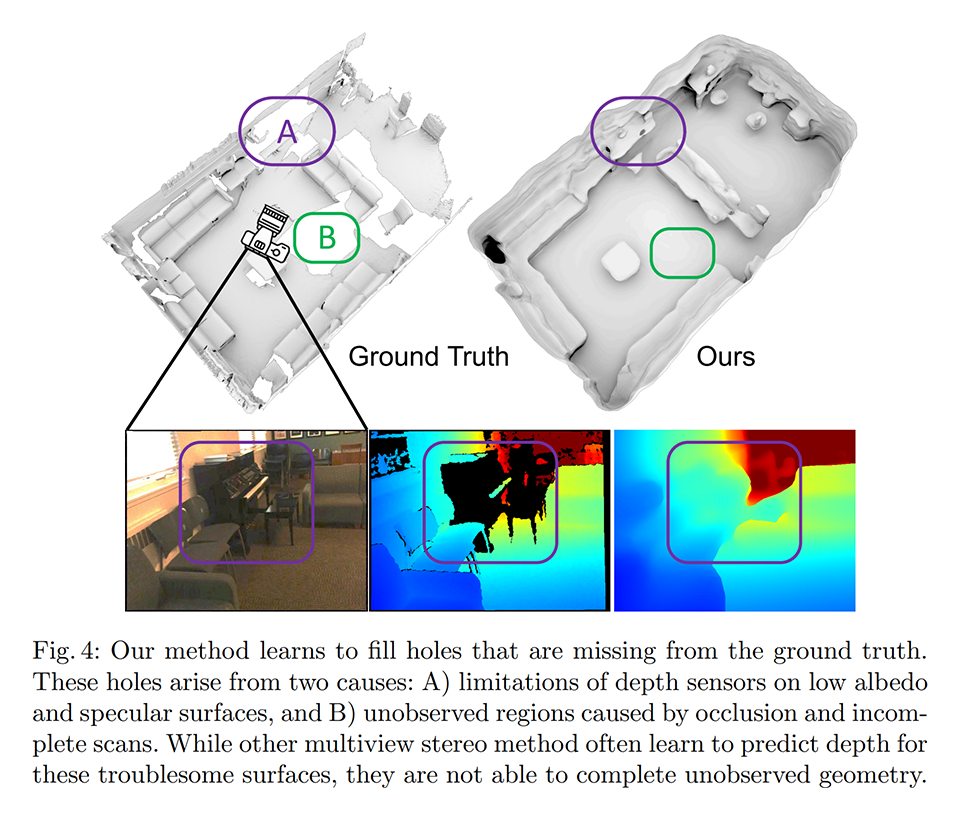 A
B
Ground Truth
Ours
Fig. 4: Our method learns to fill holes that are missing from the ground truth.
These holes arise from two causes: A) limitations of depth sensors on low albedo
and specular surfaces, and B) unobserved regions caused by occlusion and incom-
plete scans. While other multiview stereo method often learn to predict depth for
these troublesome surfaces, they are not able to complete unobserved geometry.